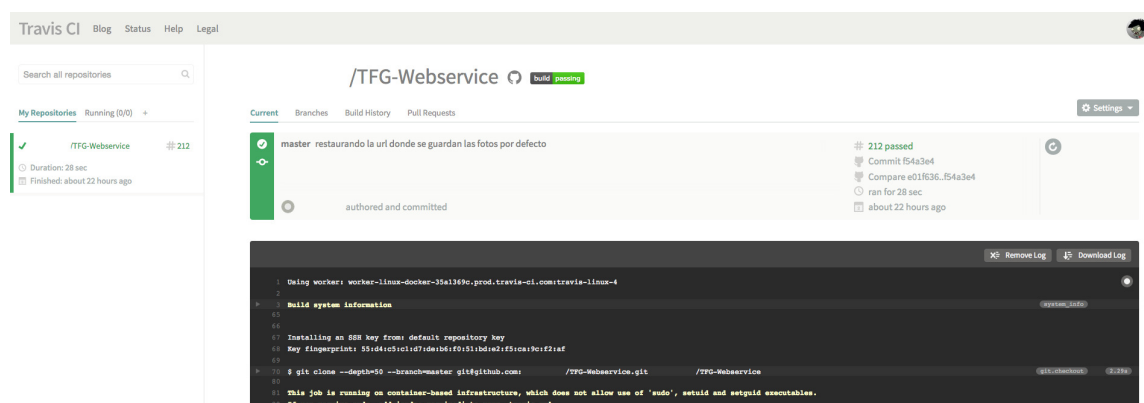 Travis CI Blog Status Help Legal
Search all repositories
My Repositories Running (0/0) +
/TFG-Webservice # 212
Duration: 28 sec
Finished: about 22 hours ago
/TFG-Webservice build passing
Current Branches Build History Pull Requests
Settings
master restaurando la url donde se guardan las fotos por defecto
authored and committed
# 212 passed
Commit f54a3e4
Compare e01f636..f54a3e4
ran for 28 sec
about 22 hours ago
Remove Log Download Log
1 Using worker: worker-linux-docker-35a1369c.prod.travis-ci.com:travis-linux-4
2
3 Build system information system_info
65
66
67 Installing an SSH key from: default repository key
68 Key fingerprint: 55:d4:c5:c1:d7:de:b6:f0:51:bd:e2:f5:ca:9c:f2:af
69
70 $ git clone --depth=50 --branch=master git@github.com: /TFG-Webservice.git /TFG-Webservice git.checkout 2.29s
80
81 This job is running on container-based infrastructure, which does not allow use of 'sudo', setuid and setguid executables.